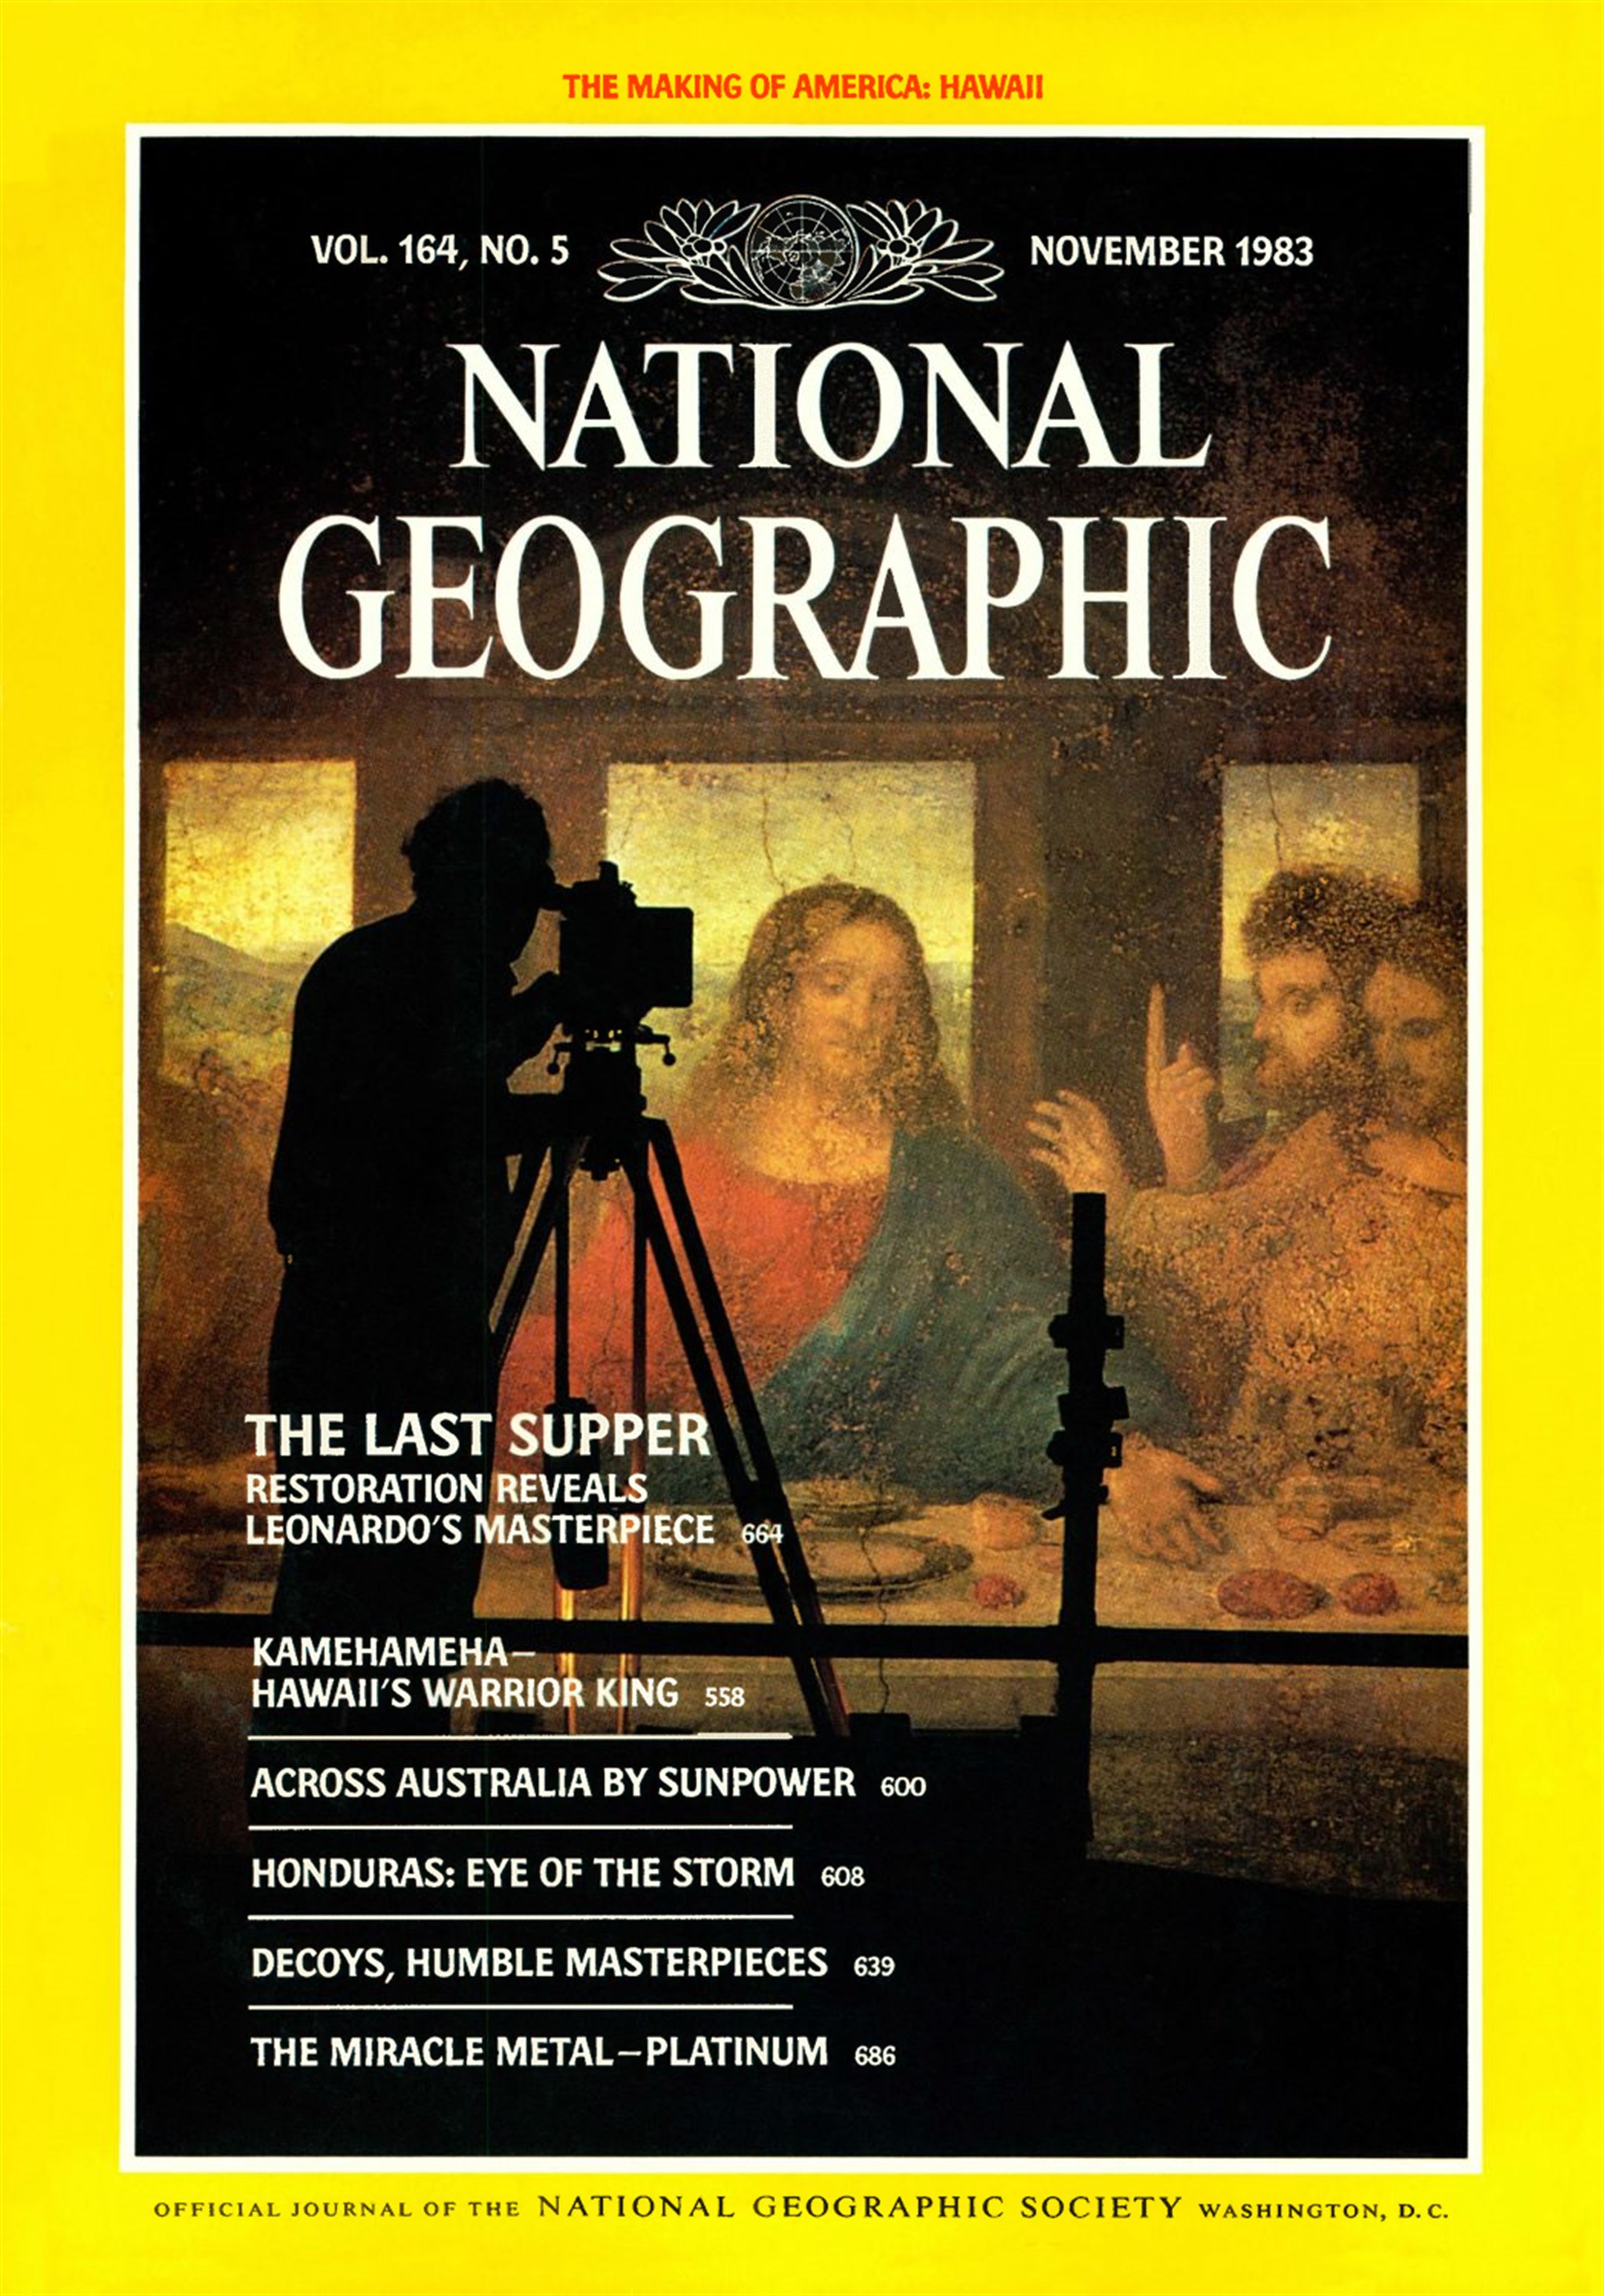 THE MAKING OF AMERICA: HAWAII
VOL. 164, NO. 5
NOVEMBER 1983
NATIONAL
GEOGRAPHIC
THE LAST SUPPER
RESTORATION REVEALS
LEONARDO'S MASTERPIECE 664
KAMEHAMEHA–
HAWAII'S WARRIOR KING 558
ACROSS AUSTRALIA BY SUNPOWER 600
HONDURAS: EYE OF THE STORM 608
DECOYS, HUMBLE MASTERPIECES 639
THE MIRACLE METAL–PLATINUM 686
OFFICIAL JOURNAL OF THE NATIONAL GEOGRAPHIC SOCIETY WASHINGTON, D.C.